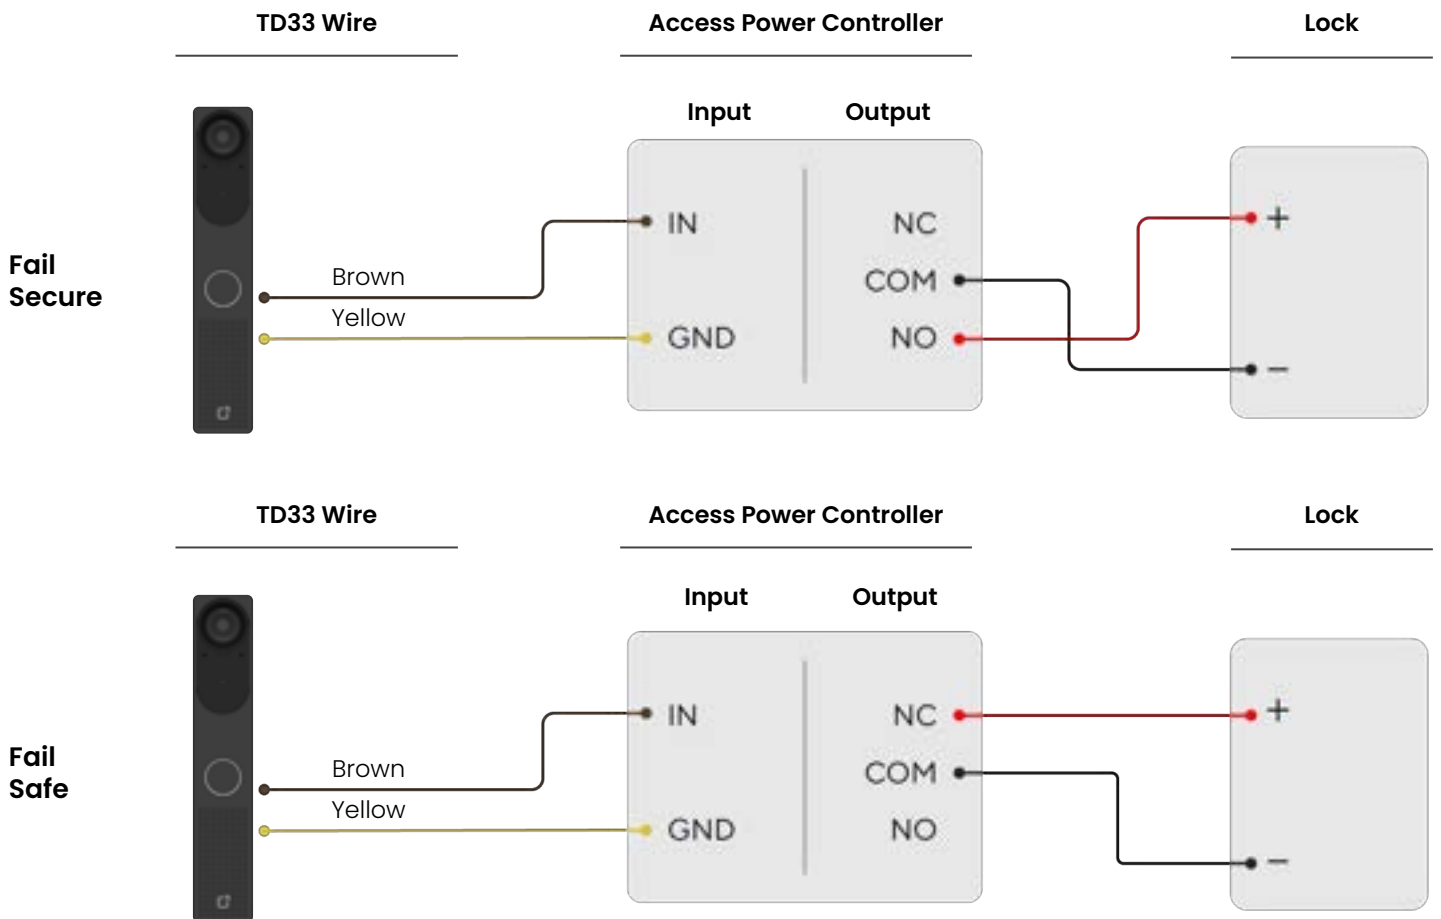 TD33 Wire
Access Power Controller
Lock
Input
Output
IN
NC
+
Fail
Secure
Brown
COM
Yellow
GND
NO
−
TD33 Wire
Access Power Controller
Lock
Input
Output
IN
NC
+
Fail
Safe
Brown
COM
Yellow
GND
NO
−